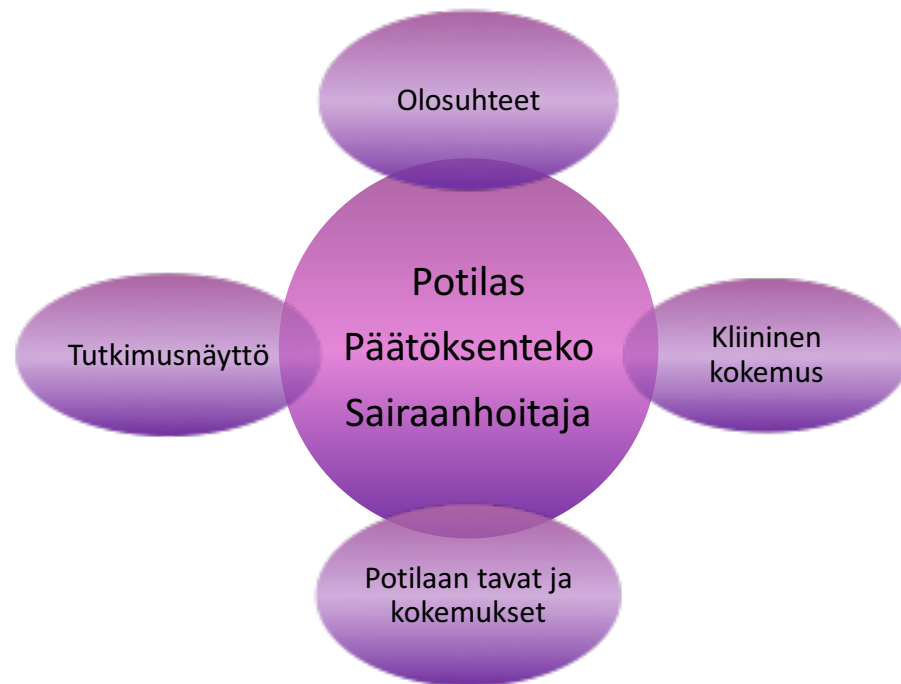 Olosuhteet
Potilas
Päätöksenteko
Sairaanhoitaja
Tutkimusnäyttö
Kliininen
kokemus
Potilaan tavat ja
kokemukset